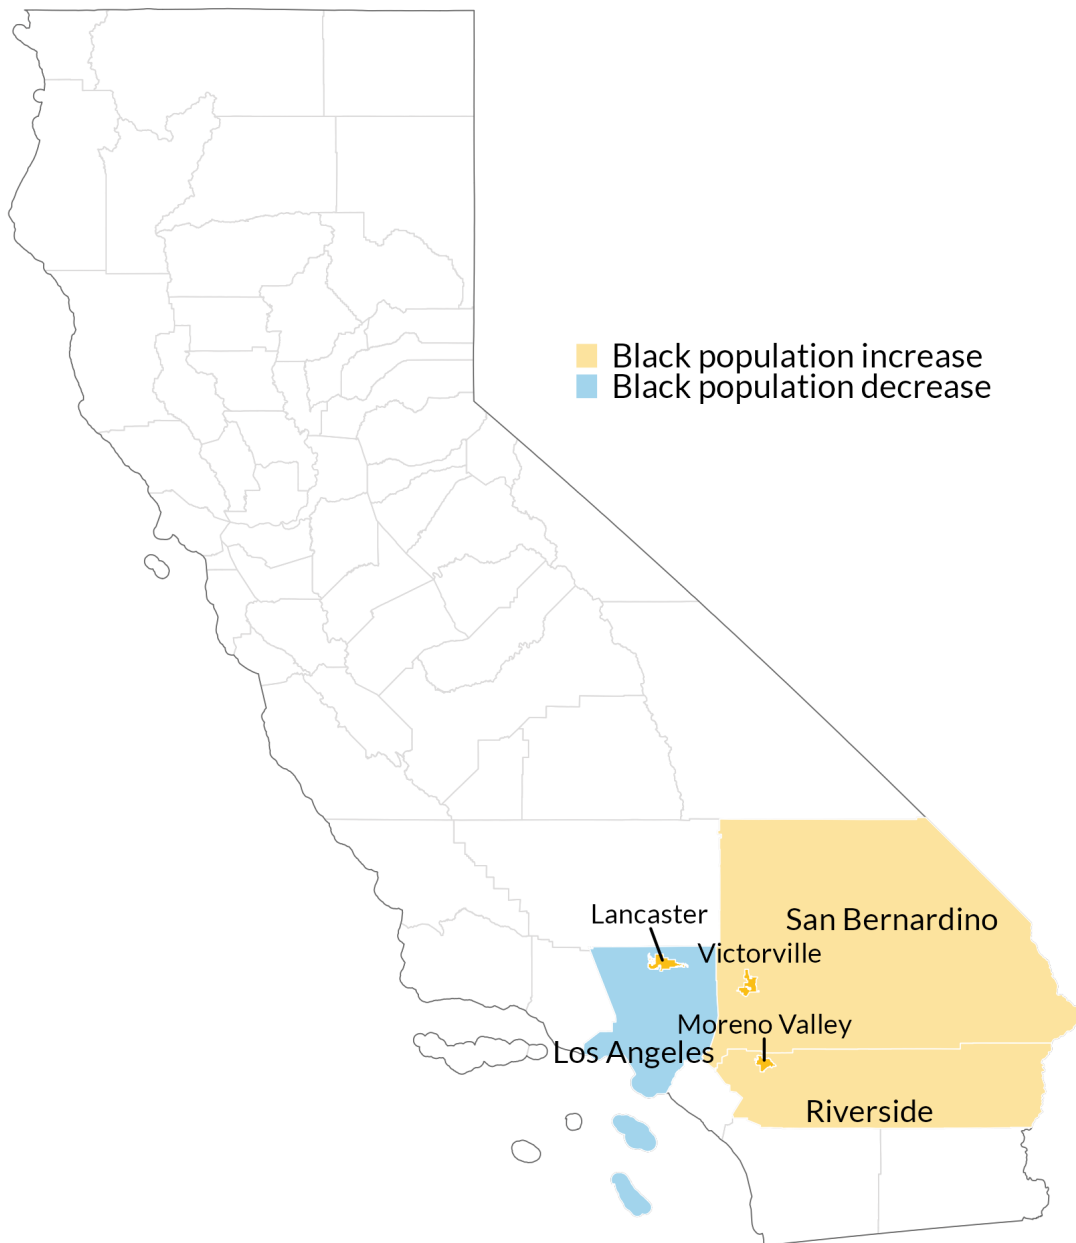 Black population increase
Black population decrease
Lancaster
San Bernardino
Victorville
Moreno Valley
Los Angeles
Riverside